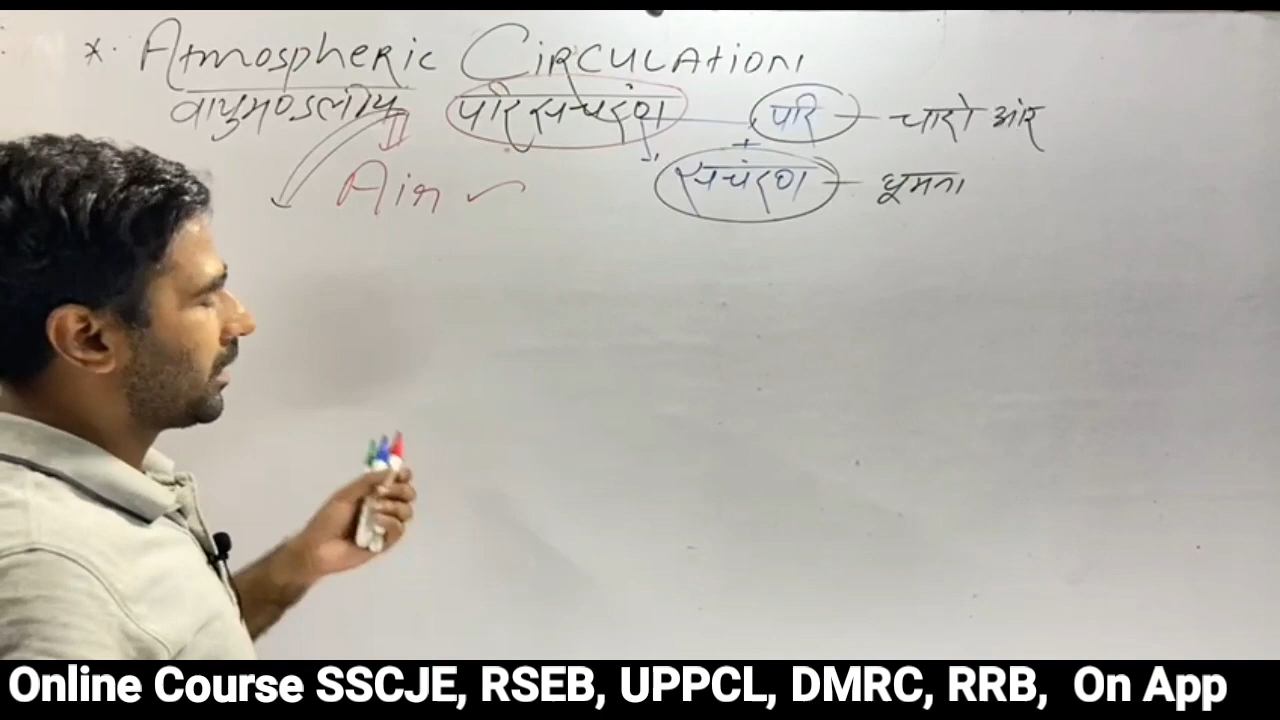 * Atmospheric Circulation
वायुमण्डलीय परिसंचरण परि — चारो ओर
+
Air ✓ संचरण — घूमना
Online Course SSCJE, RSEB, UPPCL, DMRC, RRB, On App